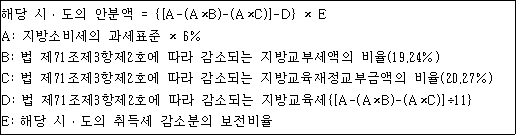 해당 시·도의 안분액 = {[A-(A×B)-(A×C)]-D} × E
A: 지방소비세의 과세표준 × 6%
B: 법 제71조제3항제2호에 따라 감소되는 지방교부세액의 비율(19,24%)
C: 법 제71조제3항제2호에 따라 감소되는 지방교육재정교부금액의 비율(20,27%)
D: 법 제71조제3항제2호에 따라 감소되는 지방교육세{[A-(A×B)-(A×C)]÷11}
E: 해당 시·도의 취득세 감소분의 보전비율